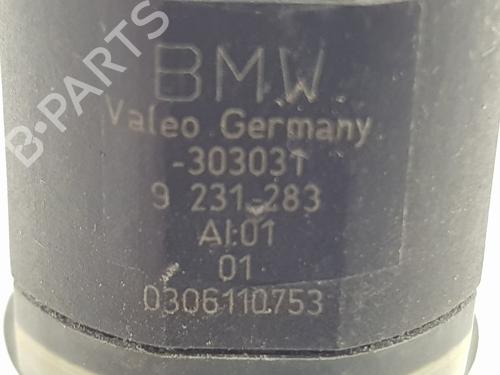 B-PARTS
BMW
Valeo Germany
-303031
9 231-283
AI:01
01
0306110753